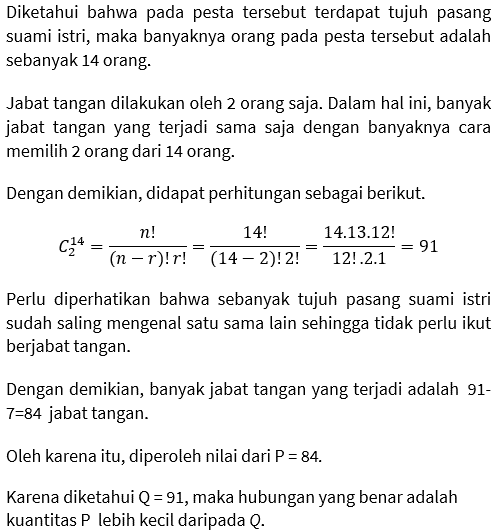 Diketahui bahwa pada pesta tersebut terdapat tujuh pasang
suami istri, maka banyaknya orang pada pesta tersebut adalah
sebanyak 14 orang.
Jabat tangan dilakukan oleh 2 orang saja. Dalam hal ini, banyak
jabat tangan yang terjadi sama saja dengan banyaknya cara
memilih 2 orang dari 14 orang.
Dengan demikian, didapat perhitungan sebagai berikut.
C₂¹⁴ = n!/((n − r)! r!) = 14!/((14 − 2)! 2!) = 14.13.12!/(12!.2.1) = 91
Perlu diperhatikan bahwa sebanyak tujuh pasang suami istri
sudah saling mengenal satu sama lain sehingga tidak perlu ikut
berjabat tangan.
Dengan demikian, banyak jabat tangan yang terjadi adalah 91-
7=84 jabat tangan.
Oleh karena itu, diperoleh nilai dari P = 84.
Karena diketahui Q = 91, maka hubungan yang benar adalah
kuantitas P lebih kecil daripada Q.